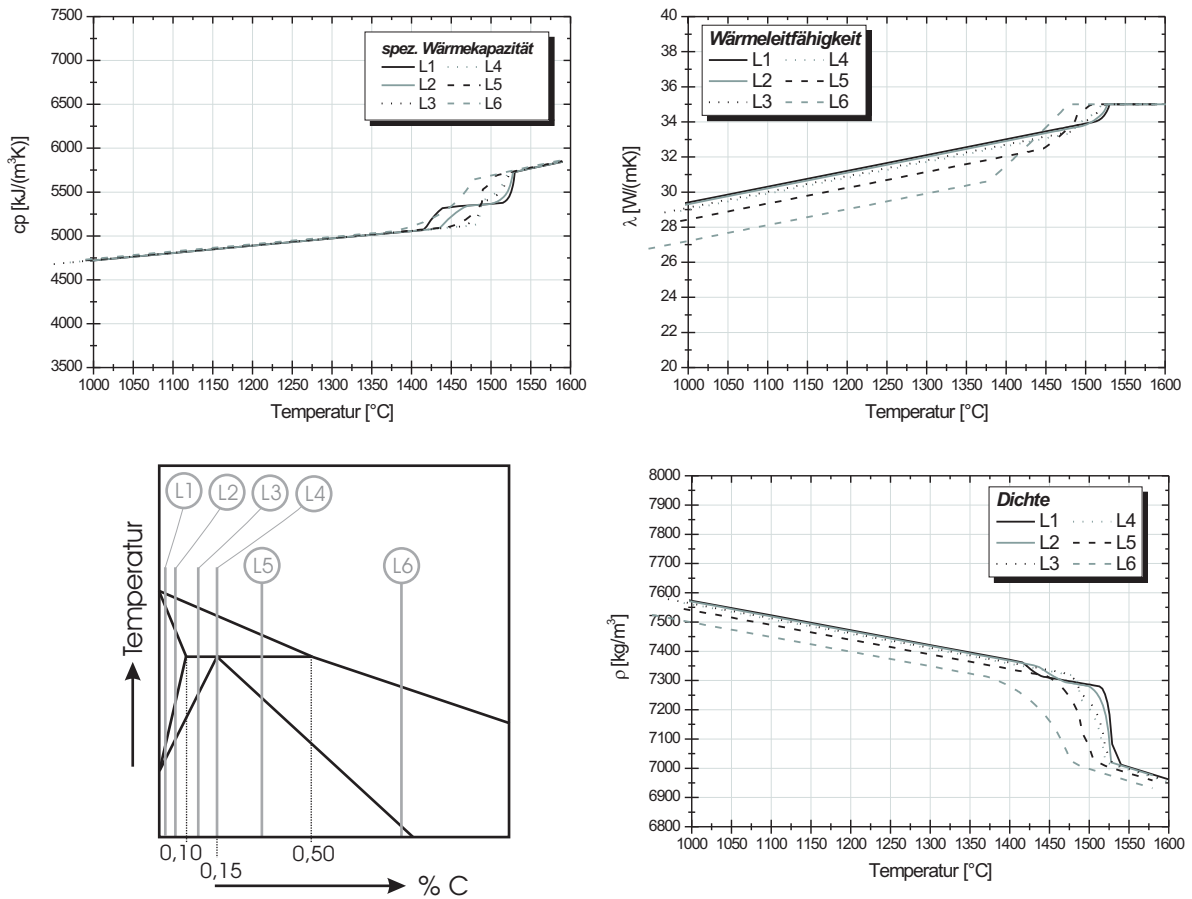 7500
7000
6500
6000
5500
5000
4500
4000
3500
cp [kJ/(m³K)]
spez. Wärmekapazität
L1 L4
L2 L5
L3 L6
1000 1050 1100 1150 1200 1250 1300 1350 1400 1450 1500 1550 1600
Temperatur [°C]
40
38
36
34
32
30
28
26
24
22
20
λ [W/(mK)]
Wärmeleitfähigkeit
L1 L4
L2 L5
L3 L6
1000 1050 1100 1150 1200 1250 1300 1350 1400 1450 1500 1550 1600
Temperatur [°C]
Temperatur
L1 L2 L3 L4
L5 L6
0,10
0,15
0,50
% C
8000
7900
7800
7700
7600
7500
7400
7300
7200
7100
7000
6900
6800
ρ [kg/m³]
Dichte
L1 L4
L2 L5
L3 L6
1000 1050 1100 1150 1200 1250 1300 1350 1400 1450 1500 1550 1600
Temperatur [°C]